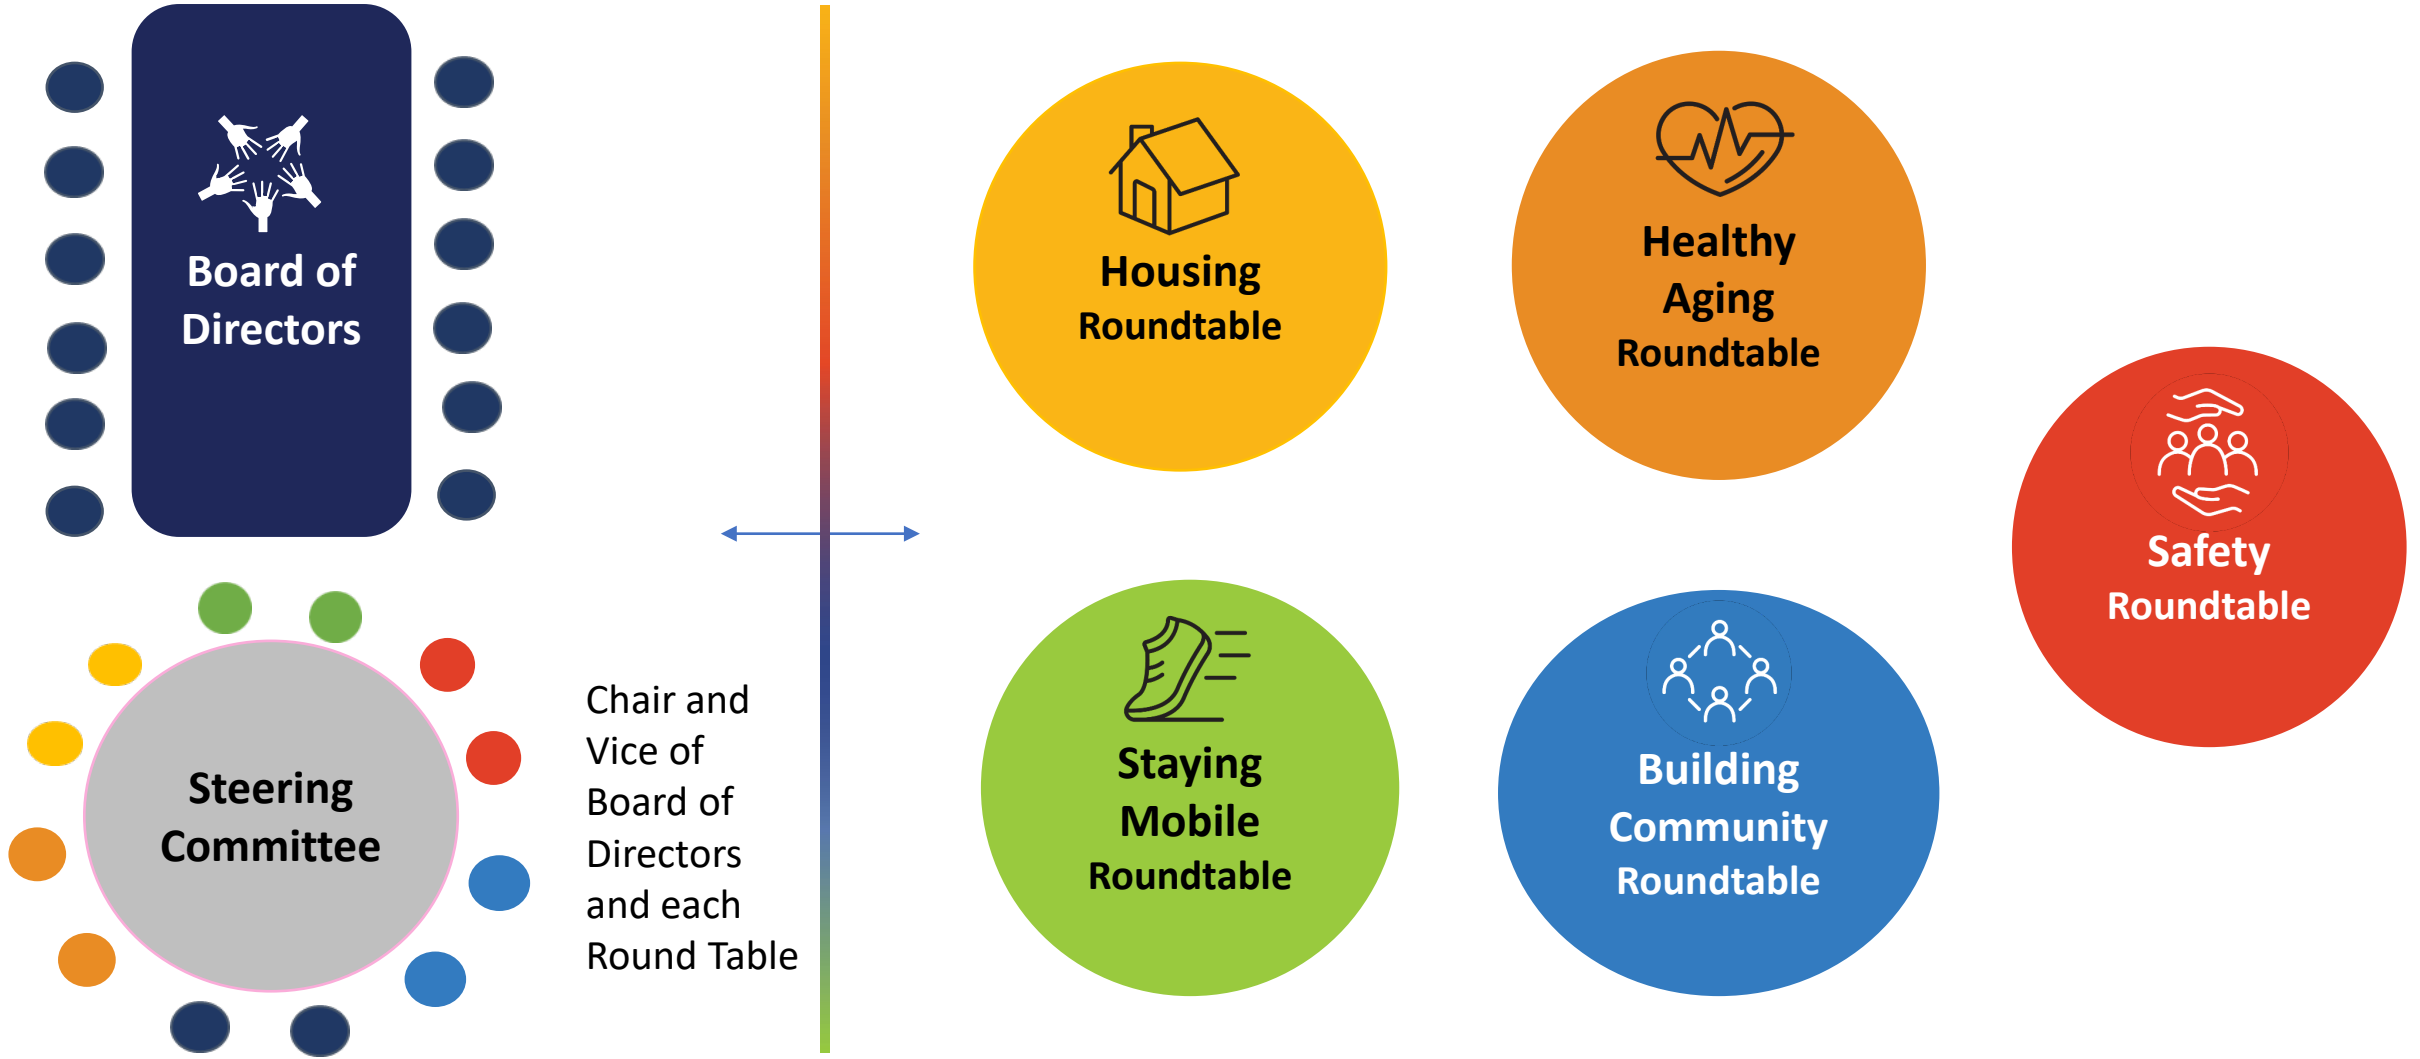 Board of
Directors
Steering
Committee
Chair and
Vice of
Board of
Directors
and each
Round Table
Housing
Roundtable
Healthy
Aging
Roundtable
Safety
Roundtable
Staying
Mobile
Roundtable
Building
Community
Roundtable